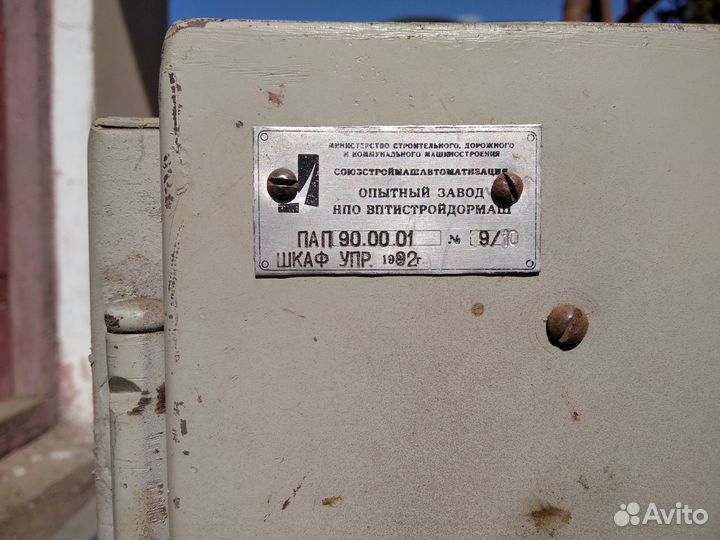 МИНИСТЕРСТВО СТРОИТЕЛЬНОГО, ДОРОЖНОГО
И КОММУНАЛЬНОГО МАШИНОСТРОЕНИЯ
СОЮЗСТРОЙМАШАВТОМАТИЗАЦИЯ
ОПЫТНЫЙ ЗАВОД
НПО ВПТИСТРОЙДОРМАШ
ПАП 90.00.01 № 9/10
ШКАФ УПР. 1992г.
Avito